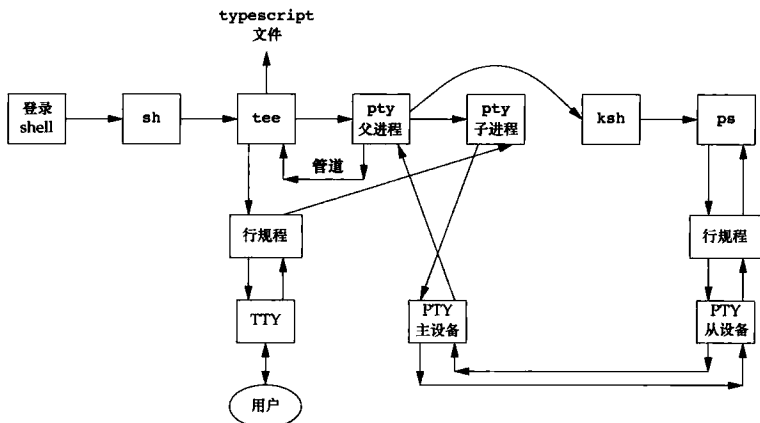 typescript
文件
登录
shell
sh
tee
pty
父进程
pty
子进程
ksh
ps
管道
行规程
行规程
TTY
PTY
主设备
PTY
从设备
用户